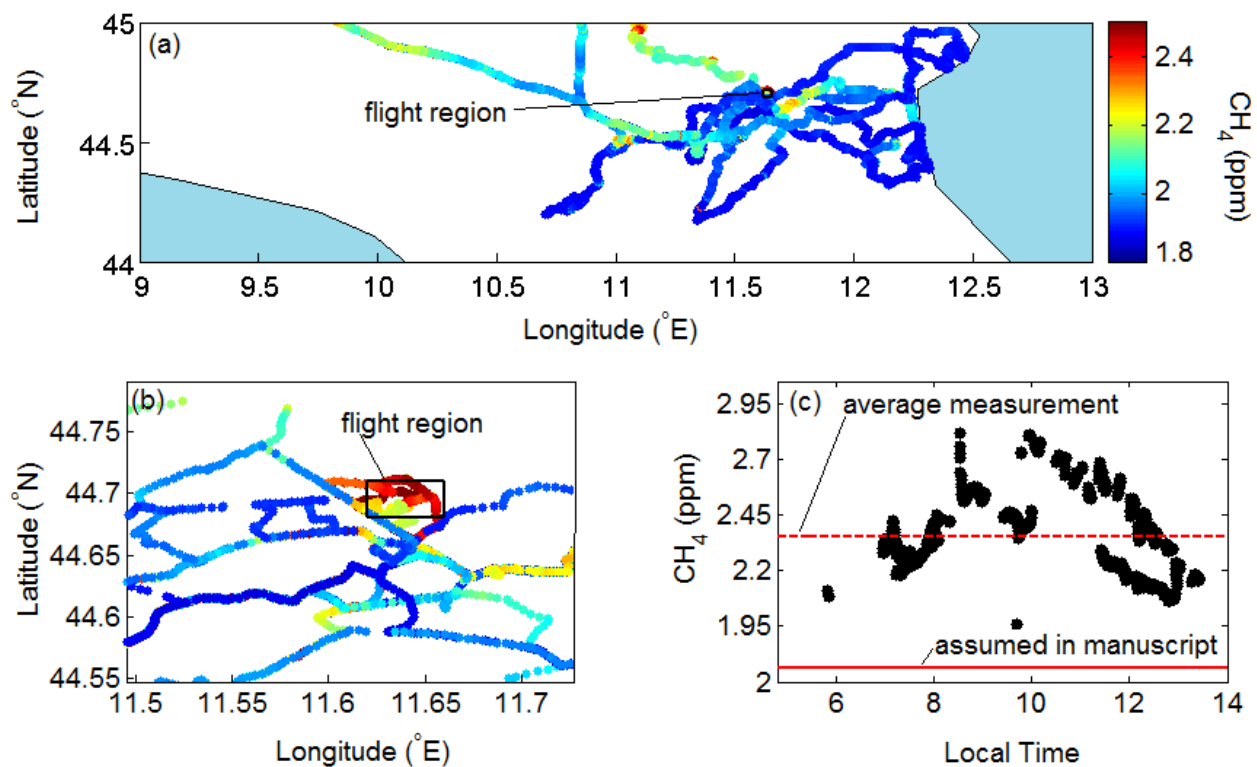 (a)
flight region
Latitude (°N)
45
44.5
44
9
9.5
10
10.5
11
11.5
12
12.5
13
Longitude (°E)
2.4
2.2
2
1.8
CH4 (ppm)
(b)
flight region
Latitude (°N)
44.75
44.7
44.65
44.6
44.55
11.5
11.55
11.6
11.65
11.7
Longitude (°E)
(c)
average measurement
assumed in manuscript
CH4 (ppm)
2.95
2.7
2.45
2.2
1.95
2
6
8
10
12
14
Local Time